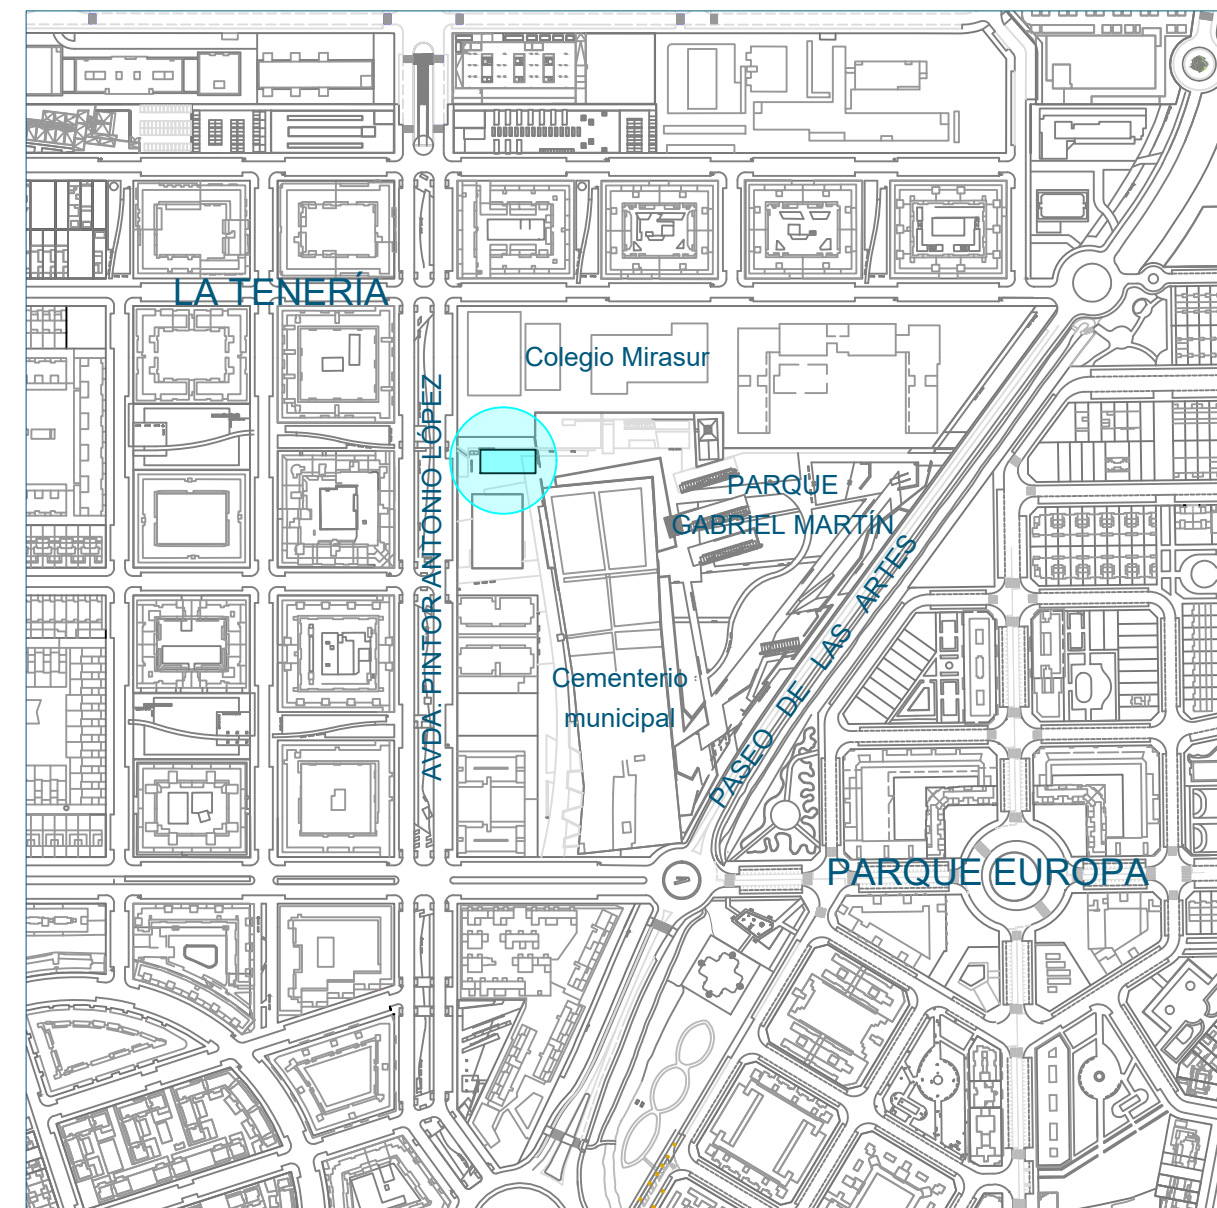 LA TENERÍA
Colegio Mirasur
AVDA. PINTOR ANTONIO LÓPEZ
PARQUE
GABRIEL MARTÍN
PASEO DE LAS ARTES
Cementerio
municipal
PARQUE EUROPA